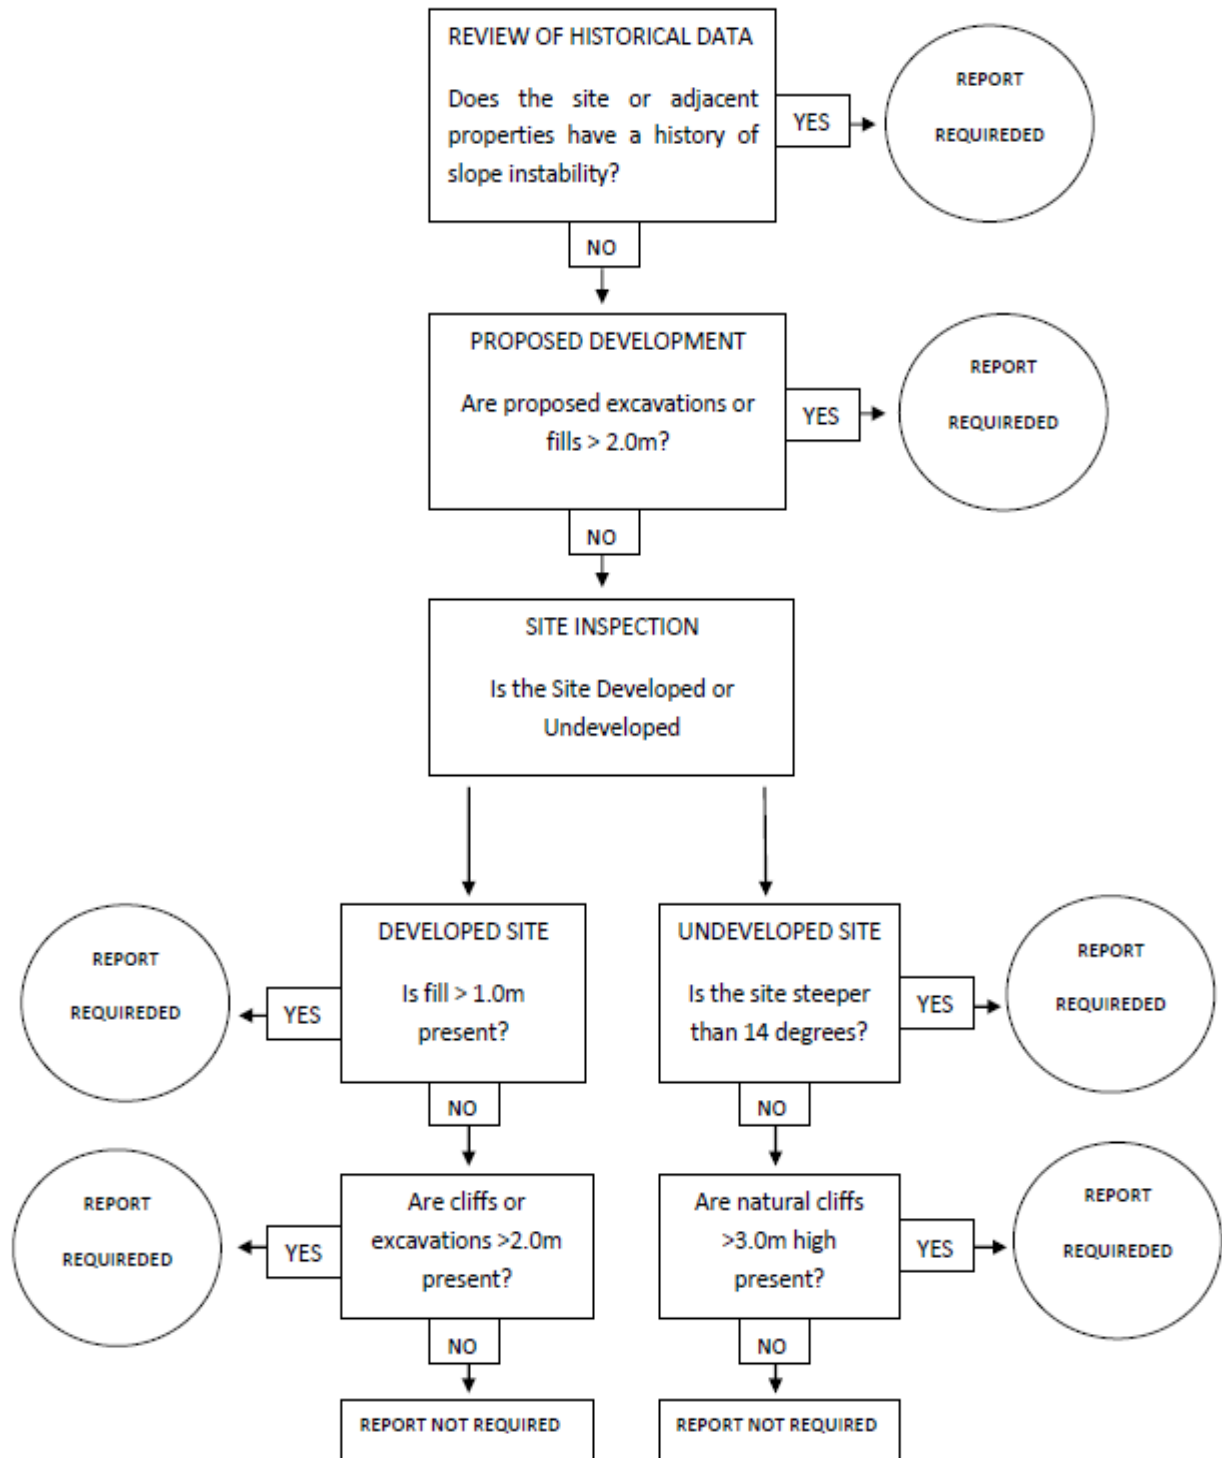 REVIEW OF HISTORICAL DATA
Does the site or adjacent
properties have a history of
slope instability?
YES
REPORT
REQUIREDED
NO
PROPOSED DEVELOPMENT
Are proposed excavations or
fills > 2.0m?
YES
REPORT
REQUIREDED
NO
SITE INSPECTION
Is the Site Developed or
Undeveloped
DEVELOPED SITE
Is fill > 1.0m
present?
YES
REPORT
REQUIREDED
NO
Are cliffs or
excavations >2.0m
present?
YES
REPORT
REQUIREDED
NO
REPORT NOT REQUIRED
UNDEVELOPED SITE
Is the site steeper
than 14 degrees?
YES
REPORT
REQUIREDED
NO
Are natural cliffs
>3.0m high
present?
YES
REPORT
REQUIREDED
NO
REPORT NOT REQUIRED